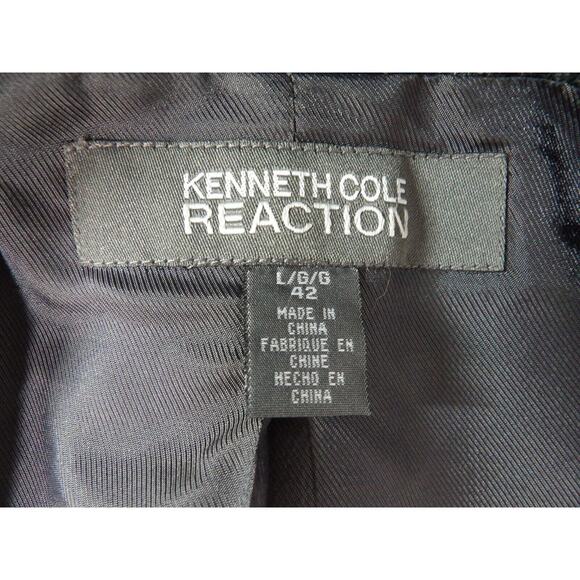 KENNETH COLE
REACTION
L/G/G
42
MADE IN
CHINA
FABRIQUE EN
CHINE
HECHO EN
CHINA